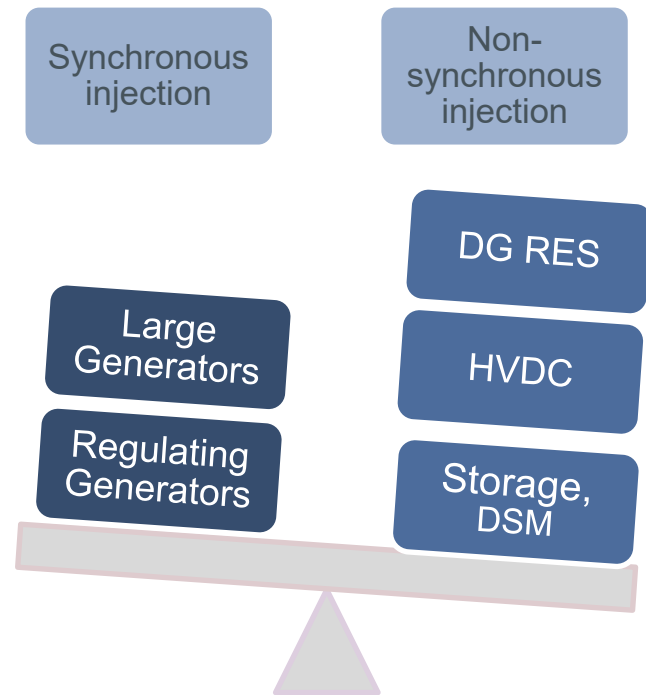 Synchronous
injection
Non-
synchronous
injection
DG RES
Large
Generators
HVDC
Regulating
Generators
Storage,
DSM